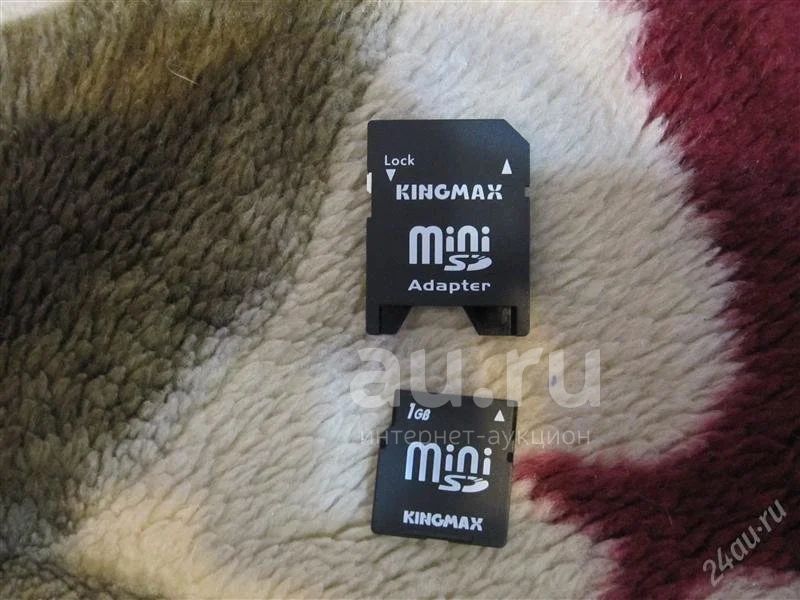 Lock
KINGMAX
mini
SD
Adapter
au.ru
интернет-аукцион
1GB
mini
SD
KINGMAX
24au.ru